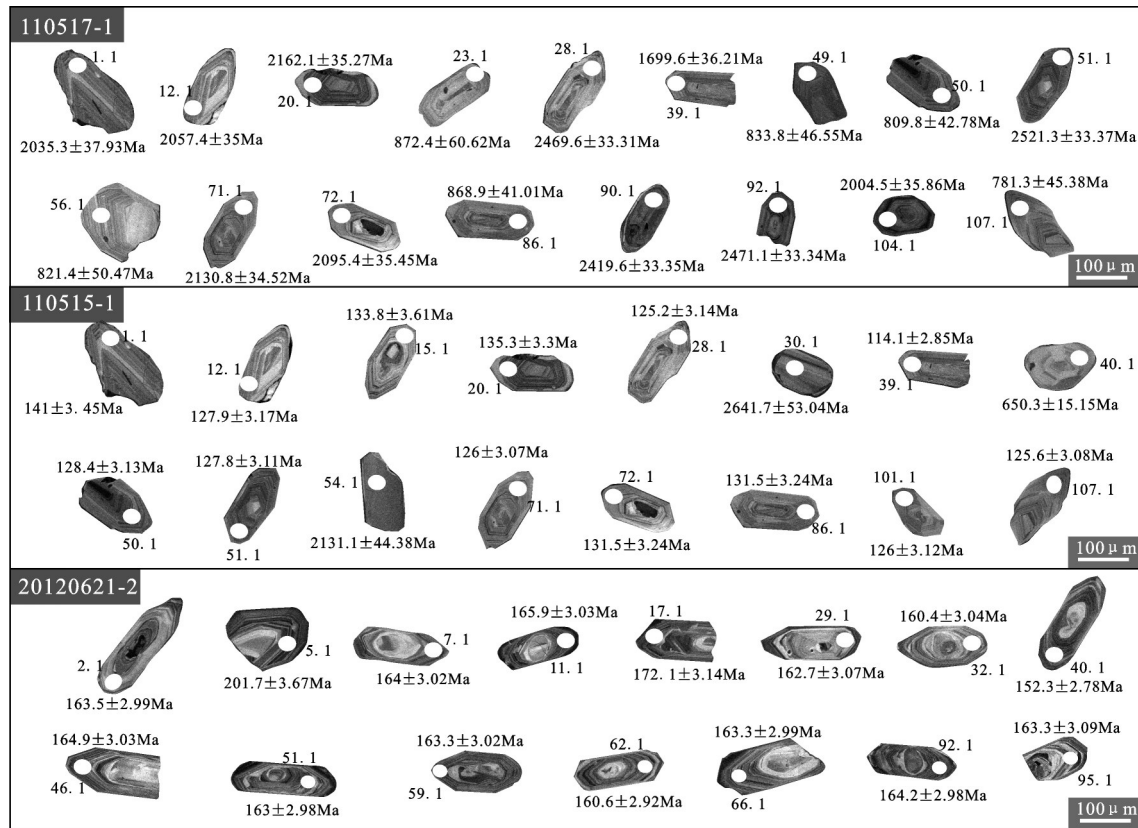 110517-1
1. 1
2035.3±37.93Ma
12. 1
2057.4±35Ma
2162.1±35.27Ma
20. 1
23. 1
872.4±60.62Ma
28. 1
2469.6±33.31Ma
1699.6±36.21Ma
39. 1
49. 1
833.8±46.55Ma
50. 1
809.8±42.78Ma
51. 1
2521.3±33.37Ma
56. 1
821.4±50.47Ma
71. 1
2130.8±34.52Ma
72. 1
2095.4±35.45Ma
868.9±41.01Ma
86. 1
90. 1
2419.6±33.35Ma
92. 1
2471.1±33.34Ma
2004.5±35.86Ma
104. 1
781.3±45.38Ma
107. 1
100μm
110515-1
1. 1
141±3. 45Ma
12. 1
127.9±3.17Ma
133.8±3.61Ma
15. 1
135.3±3.3Ma
20. 1
125.2±3.14Ma
28. 1
30. 1
2641.7±53.04Ma
114.1±2.85Ma
39. 1
40. 1
650.3±15.15Ma
128.4±3.13Ma
50. 1
127.8±3.11Ma
51. 1
54. 1
2131.1±44.38Ma
126±3.07Ma
71. 1
72. 1
131.5±3.24Ma
131.5±3.24Ma
86. 1
101. 1
126±3.12Ma
125.6±3.08Ma
107. 1
100μm
20120621-2
2. 1
163.5±2.99Ma
5. 1
201.7±3.67Ma
7. 1
164±3.02Ma
165.9±3.03Ma
11. 1
17. 1
172. 1±3.14Ma
29. 1
162.7±3.07Ma
160.4±3.04Ma
32. 1
40. 1
152.3±2.78Ma
164.9±3.03Ma
46. 1
51. 1
163±2.98Ma
163.3±3.02Ma
59. 1
62. 1
160.6±2.92Ma
163.3±2.99Ma
66. 1
92. 1
164.2±2.98Ma
163.3±3.09Ma
95. 1
100μm